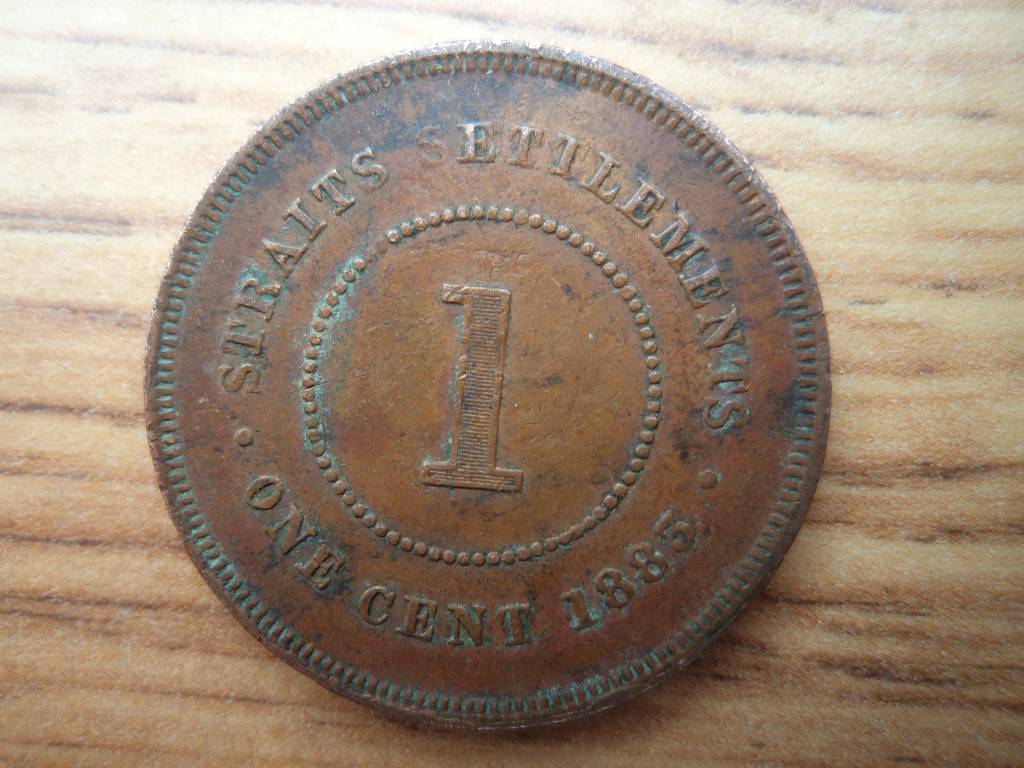 STRAITS SETTLEMENTS
1
· ONE CENT 1883 ·